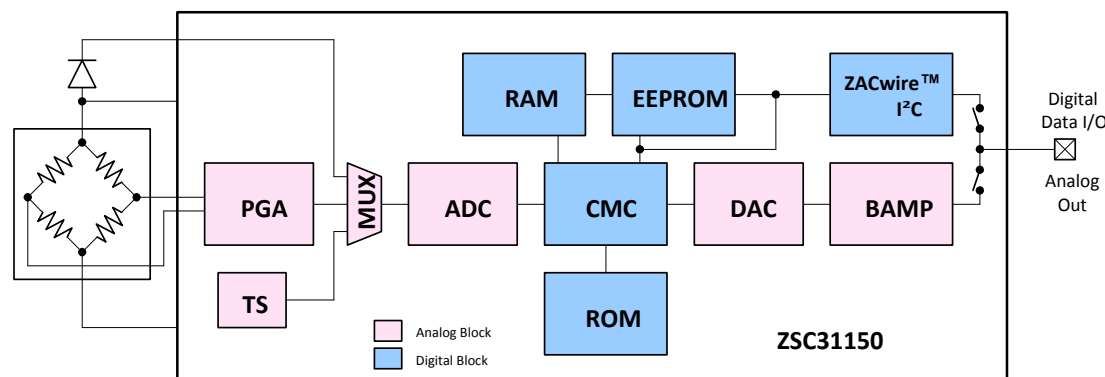 RAM
EEPROM
ZACwire™
I²C
Digital
Data I/O
PGA
MUX
ADC
CMC
DAC
BAMP
Analog
Out
TS
ROM
Analog Block
Digital Block
ZSC31150